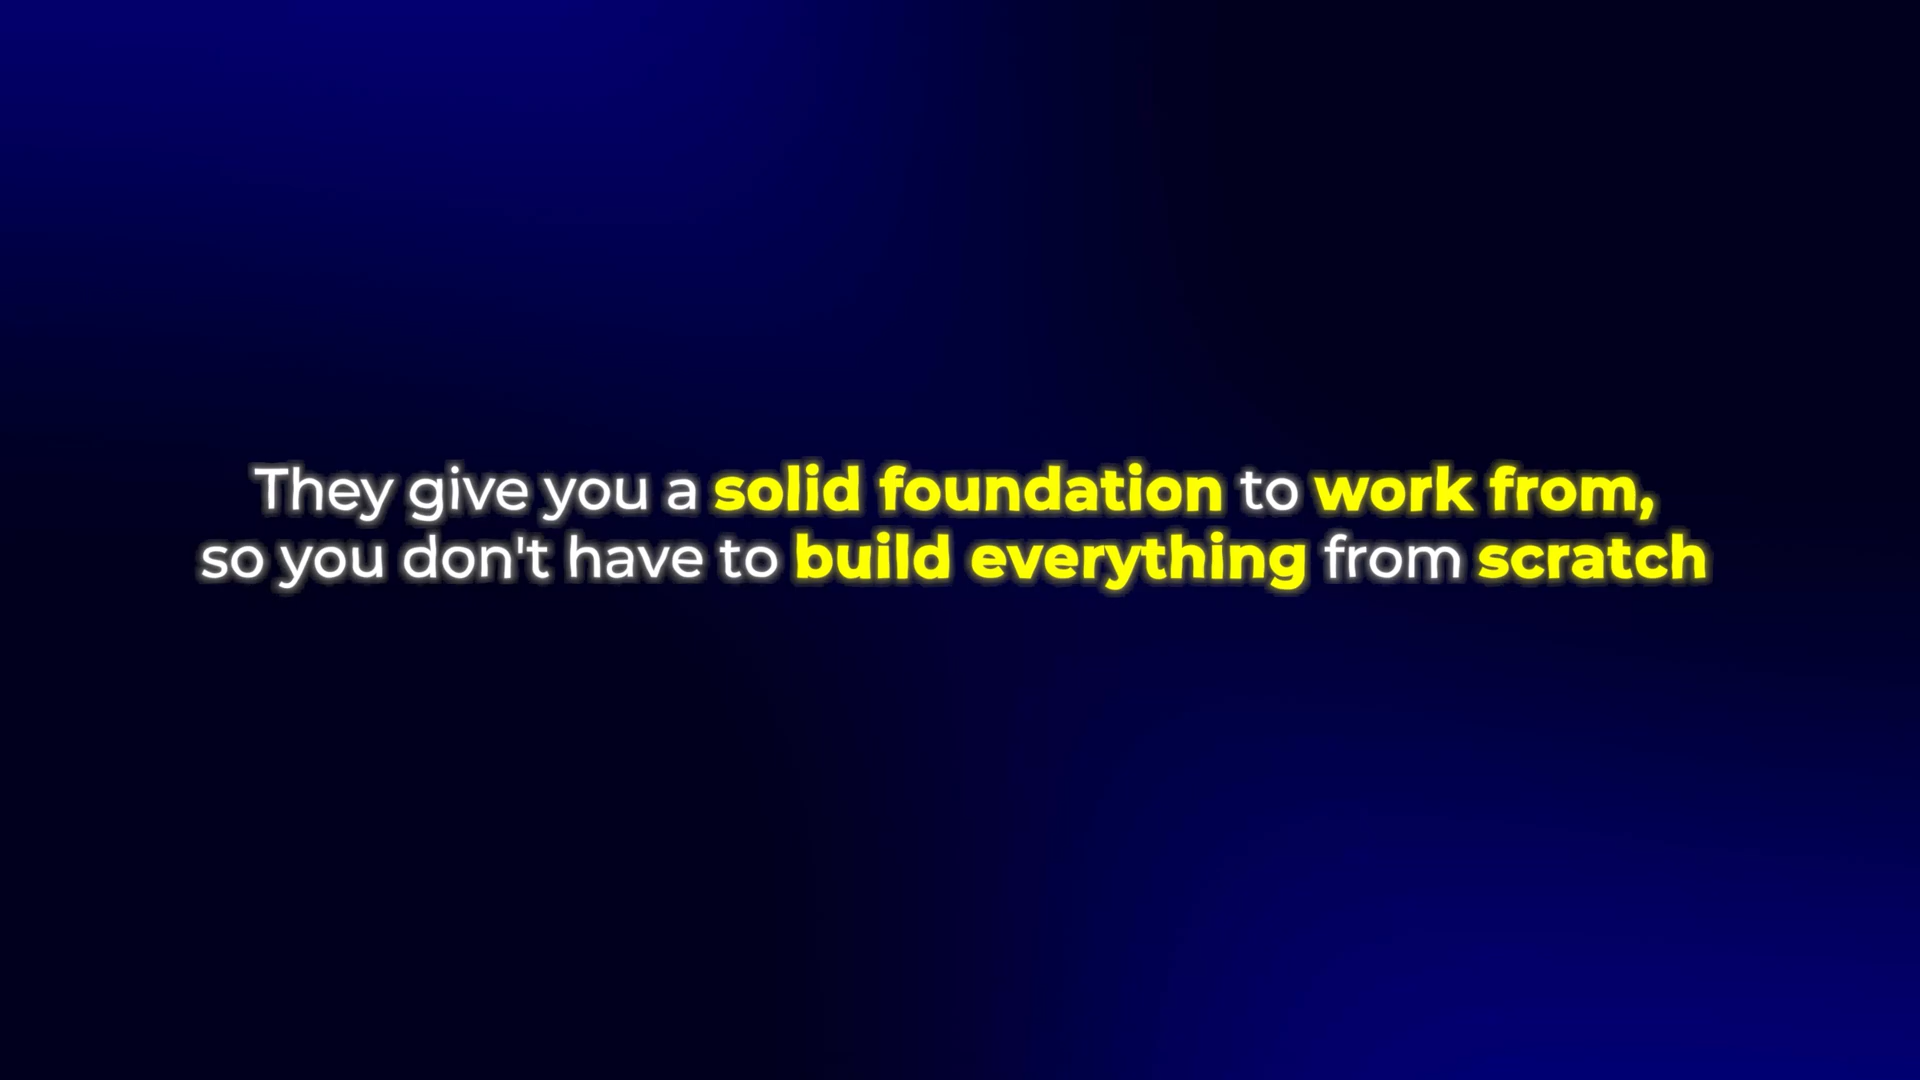 They give you a solid foundation to work from,
so you don't have to build everything from scratch